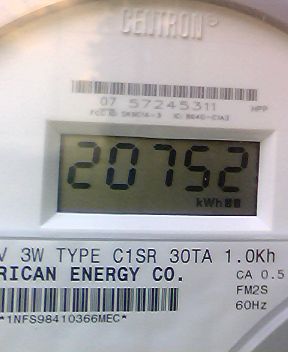 CENTRON®
07 57245311 HPP
20752
kWh
V 3W TYPE C1SR 30TA 1.0Kh
RICAN ENERGY CO.
CA 0.5
FM2S
60Hz
*1NFS98410366MEC*